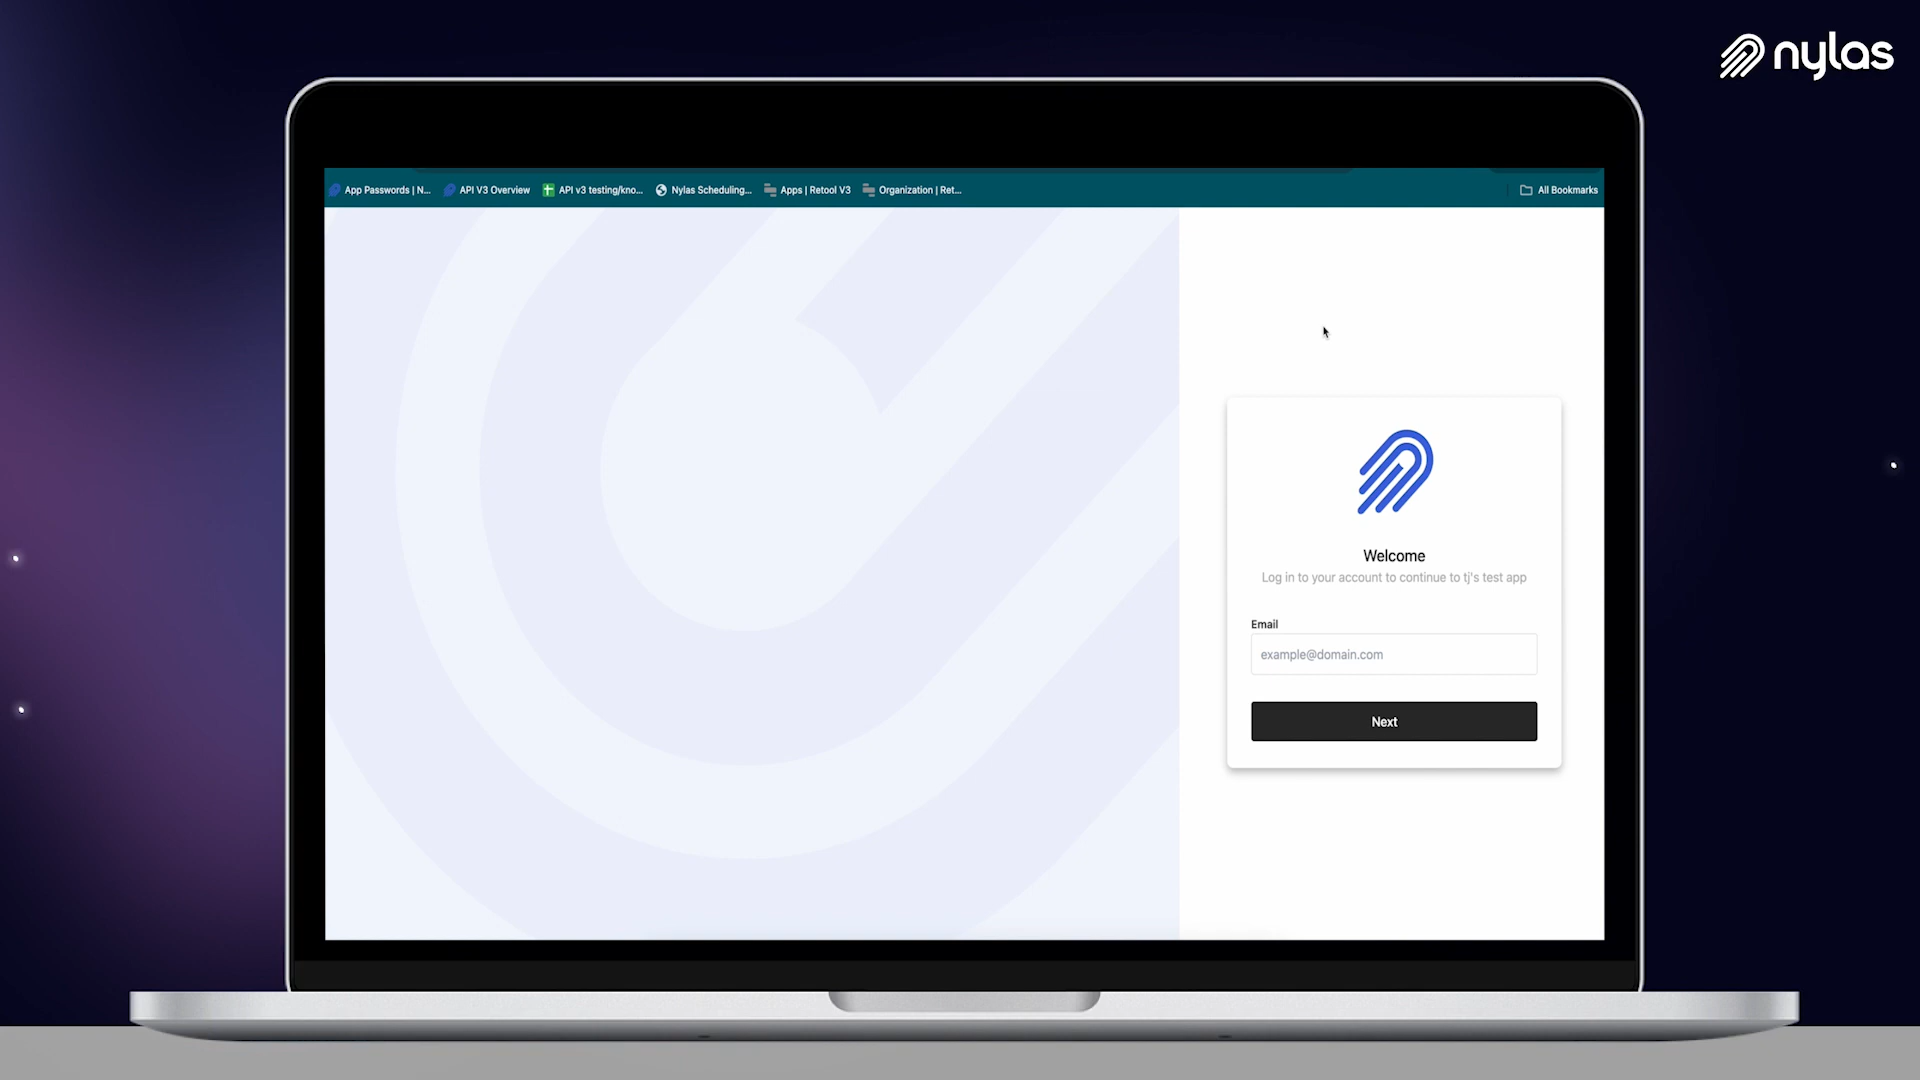 nylas
App Passwords | N...
API V3 Overview
API v3 testing/kno...
Nylas Scheduling...
Apps | Retool V3
Organization | Ret...
All Bookmarks
Welcome
Log in to your account to continue to tj's test app
Email
example@domain.com
Next